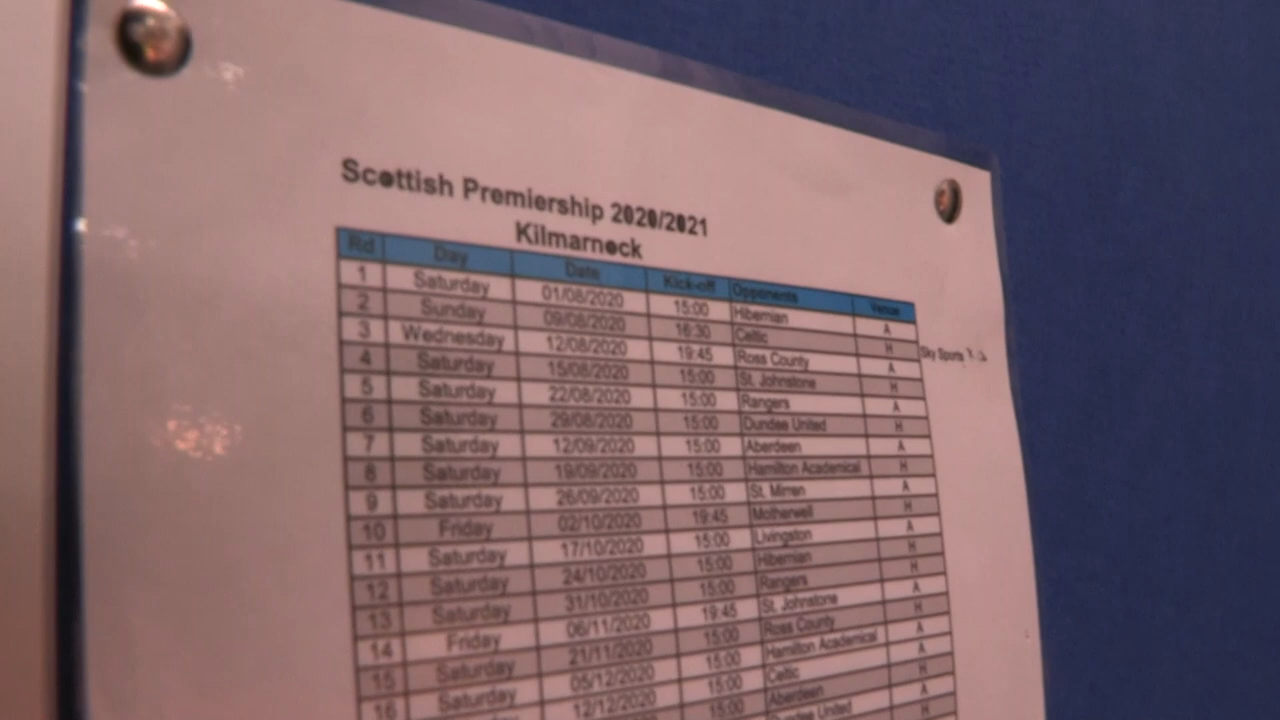 Scottish Premiership 2020/2021
Kilmarnock
Rd Day Date Kick-off Opponents Venue
1 Saturday 01/08/2020 15:00 Hibernian A
2 Sunday 09/08/2020 16:30 Celtic H Sky Sports
3 Wednesday 12/08/2020 19:45 Ross County A
4 Saturday 15/08/2020 15:00 St. Johnstone H
5 Saturday 22/08/2020 15:00 Rangers A
6 Saturday 29/08/2020 15:00 Dundee United H
7 Saturday 12/09/2020 15:00 Aberdeen A
8 Saturday 19/09/2020 15:00 Hamilton Academical H
9 Saturday 26/09/2020 15:00 St. Mirren A
10 Friday 02/10/2020 19:45 Motherwell H
11 Saturday 17/10/2020 15:00 Livingston A
12 Saturday 24/10/2020 15:00 Hibernian H
13 Saturday 31/10/2020 15:00 Rangers H
14 Friday 06/11/2020 19:45 St. Johnstone A
15 Saturday 21/11/2020 15:00 Ross County H
16 Saturday 05/12/2020 15:00 Hamilton Academical A
12/12/2020 15:00 Celtic H
15:00 Aberdeen A
Dundee United H